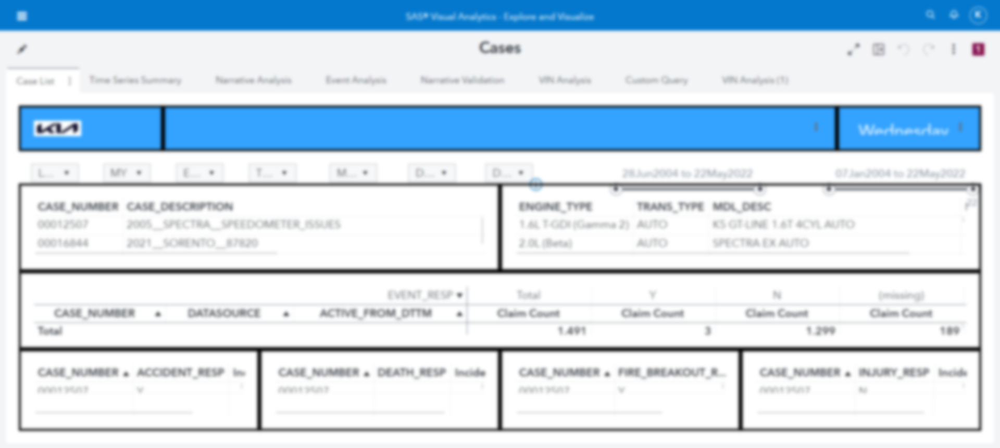 SAS® Visual Analytics - Explore and Visualize
K
Cases
1
Case List
Time Series Summary
Narrative Analysis
Event Analysis
Narrative Validation
VIN Analysis
Custom Query
VIN Analysis (1)
KIA
Wednesday
L... MY E... T... M... D... D...
28Jun2004 to 22May2022
07Jan2004 to 22May2022
CASE_NUMBER CASE_DESCRIPTION
00012507 2005__SPECTRA__SPEEDOMETER_ISSUES
00016844 2021__SORENTO__87820
ENGINE_TYPE TRANS_TYPE MDL_DESC
1.6L T-GDI (Gamma 2) AUTO K5 GT-LINE 1.6T 4CYL AUTO
2.0L (Beta) AUTO SPECTRA EX AUTO
EVENT_RESP Total Y N (missing)
CASE_NUMBER DATASOURCE ACTIVE_FROM_DTTM Claim Count Claim Count Claim Count Claim Count
Total 1.491 3 1.299 189
CASE_NUMBER ACCIDENT_RESP
00012507 Y
CASE_NUMBER DEATH_RESP Incide
00012507
CASE_NUMBER FIRE_BREAKOUT_R...
00012507 Y
CASE_NUMBER INJURY_RESP Incide
00012507 N